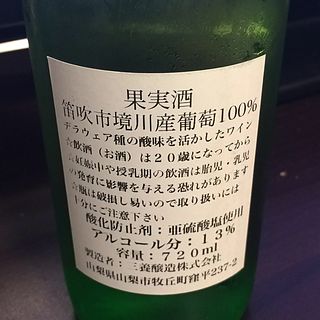 果実酒
笛吹市境川産葡萄100%
デラウェア種の酸味を活かしたワイン
☆飲酒（お酒）は20歳になってから
☆妊娠中や授乳期の飲酒は胎児・乳児
の発育に影響を与える恐れがあります
☆瓶は破損し易いので取り扱いには
十分にご注意下さい
酸化防止剤：亜硫酸塩使用
アルコール分：13%
容量：720ml
製造者：三養醸造株式会社
山梨県山梨市牧丘町窪平237-2